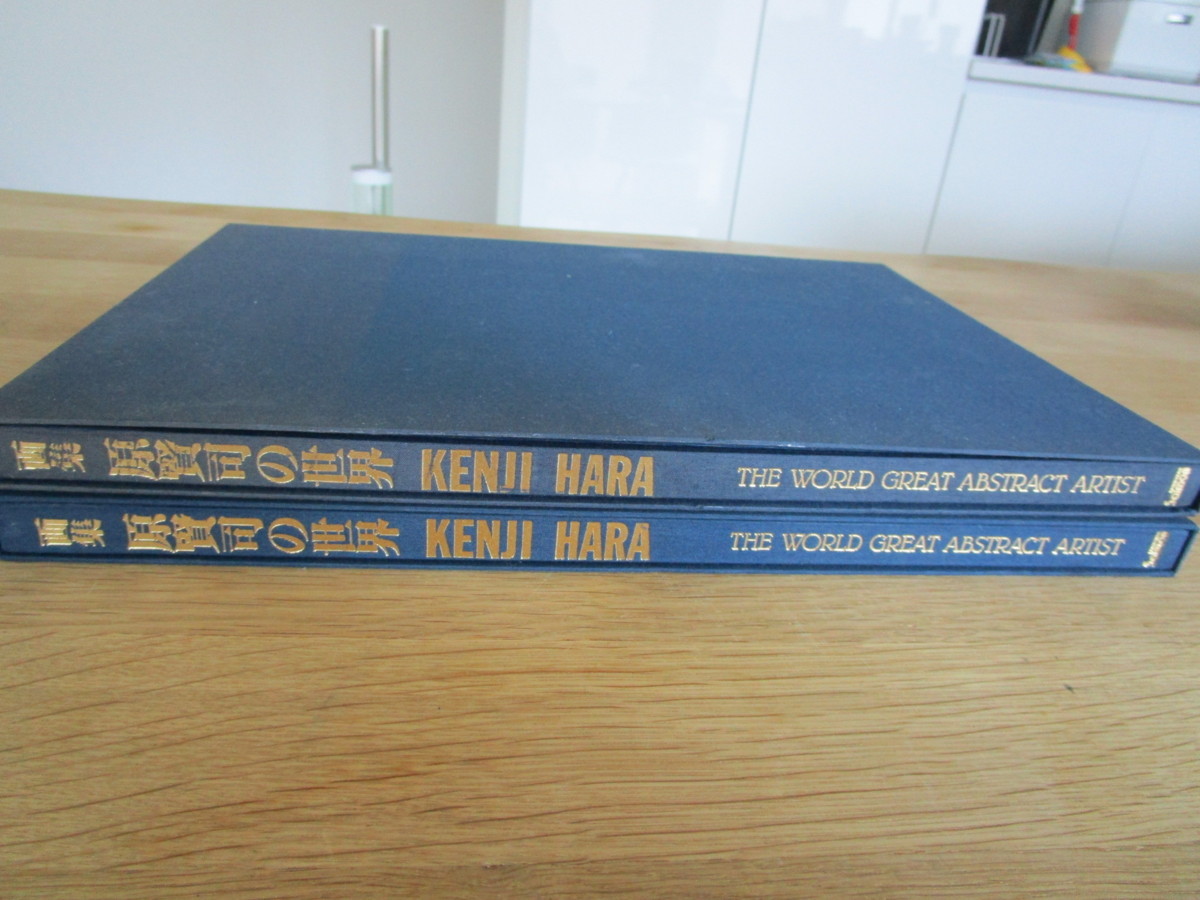 画集 原賢司の世界 KENJI HARA THE WORLD GREAT ABSTRACT ARTIST
画集 原賢司の世界 KENJI HARA THE WORLD GREAT ABSTRACT ARTIST